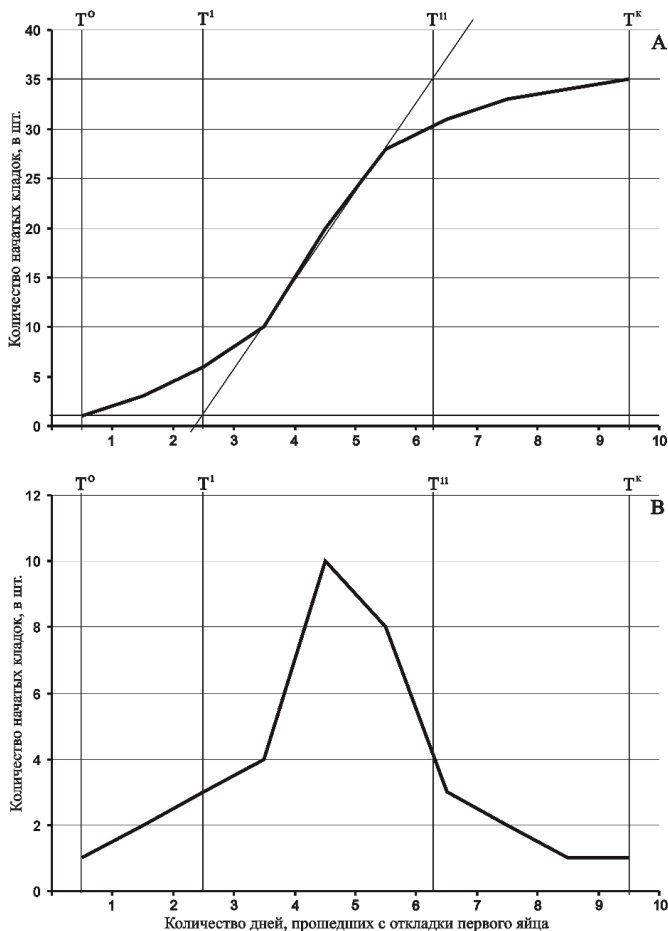 T⁰ T¹ T¹¹ Tᴷ
A
40
35
30
25
20
15
10
5
0
Количество начатых кладок, в шт.
1 2 3 4 5 6 7 8 9 10
T⁰ T¹ T¹¹ Tᴷ
B
12
10
8
6
4
2
0
Количество начатых кладок, в шт.
1 2 3 4 5 6 7 8 9 10
Количество дней, прошедших с откладки первого яйца